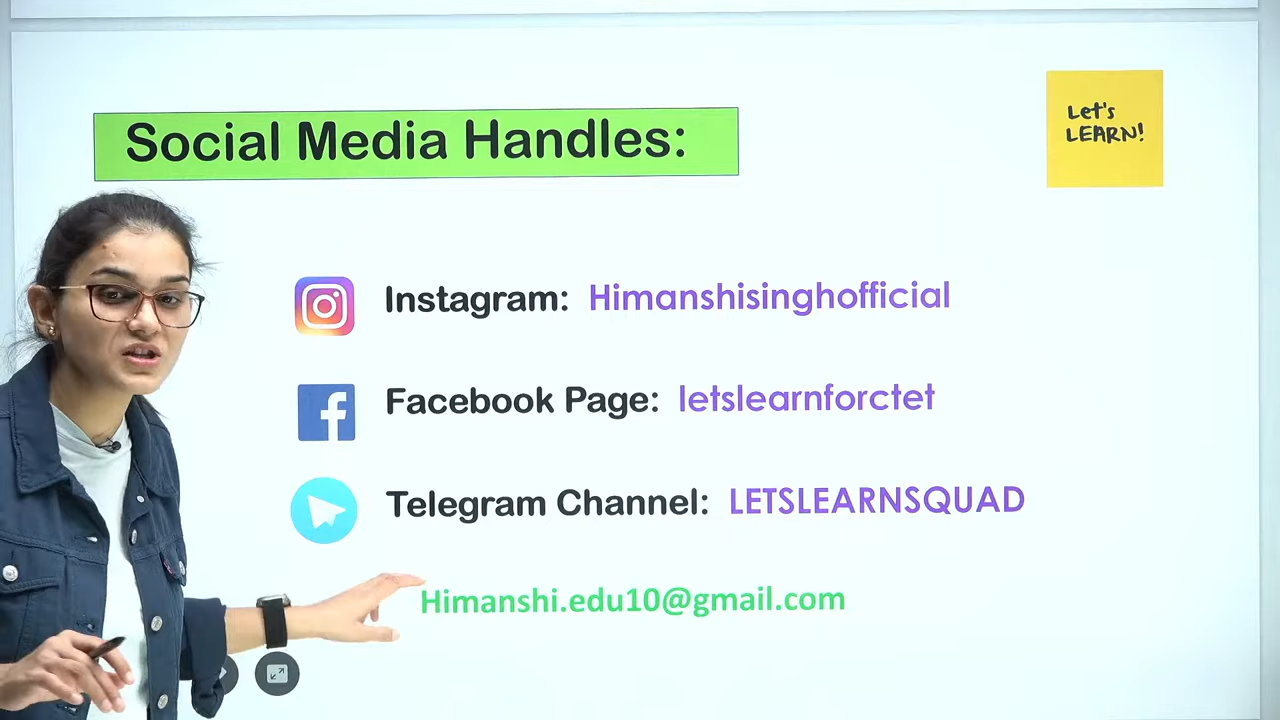 Social Media Handles:
Let's
LEARN!
Instagram: Himanshisinghofficial
Facebook Page: letslearnforctet
Telegram Channel: LETSLEARNSQUAD
Himanshi.edu10@gmail.com